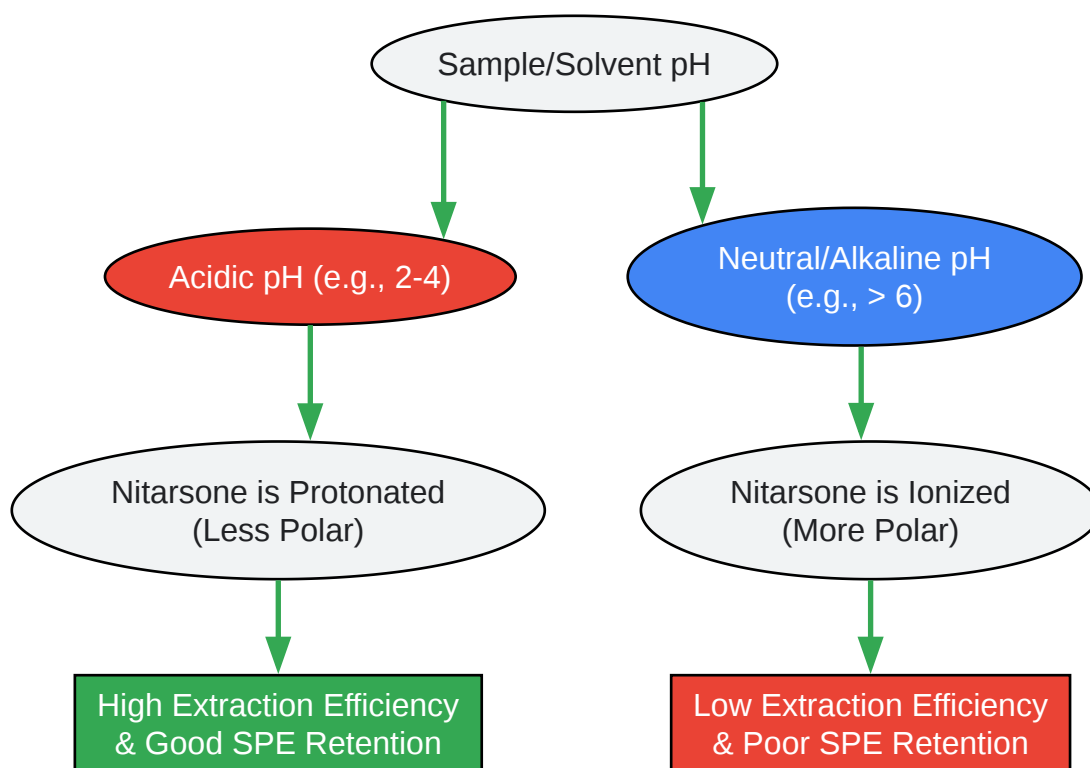 Sample/Solvent pH
Acidic pH (e.g., 2-4)
Neutral/Alkaline pH
(e.g., > 6)
Nitarsone is Protonated
(Less Polar)
Nitarsone is Ionized
(More Polar)
High Extraction Efficiency
& Good SPE Retention
Low Extraction Efficiency
& Poor SPE Retention